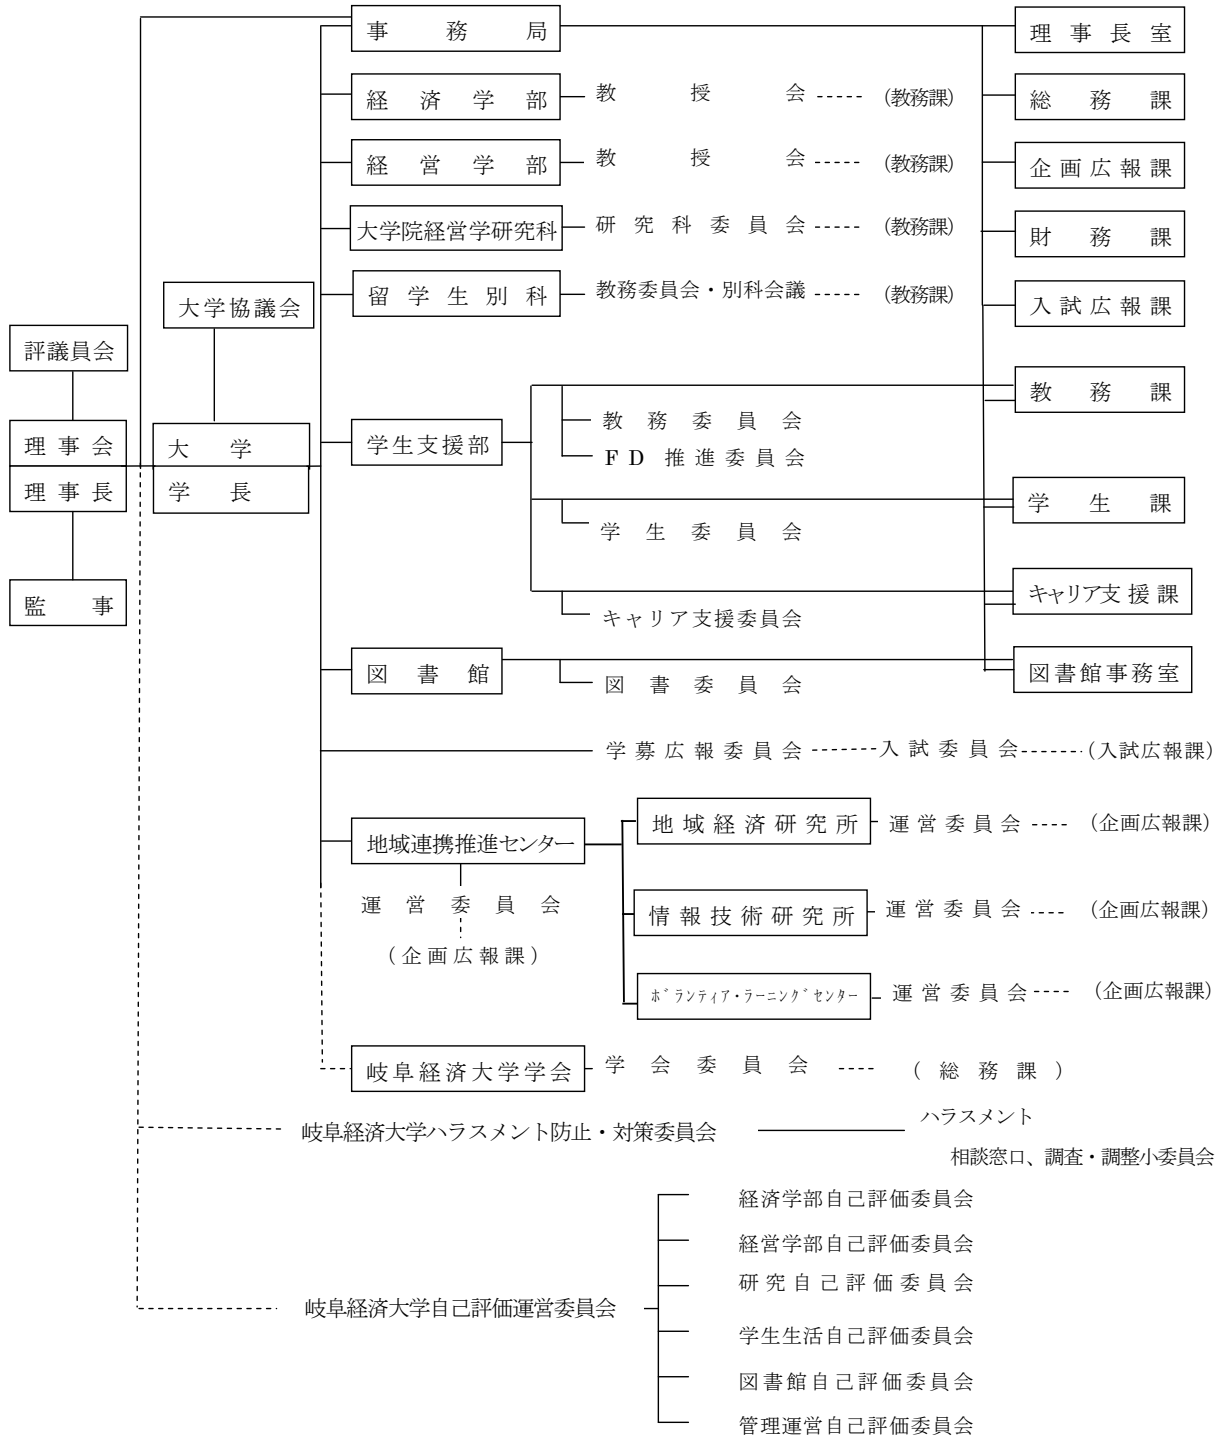 事務局
理事長室
経済学部 教授会 (教務課)
総務課
経営学部 教授会 (教務課)
企画広報課
大学院経営学研究科 研究科委員会 (教務課)
財務課
留学生別科 教務委員会・別科会議 (教務課)
入試広報課
大学協議会
評議員会
理事会
理事長
監事
大学
学長
学生支援部
教務委員会
FD 推進委員会
教務課
学生委員会
学生課
キャリア支援委員会
キャリア支援課
図書館
図書委員会
図書館事務室
学募広報委員会 入試委員会 (入試広報課)
地域連携推進センター
運営委員会
(企画広報課)
地域経済研究所 運営委員会 (企画広報課)
情報技術研究所 運営委員会 (企画広報課)
ボランティア・ラーニングセンター 運営委員会 (企画広報課)
岐阜経済大学学会 学会委員会 (総務課)
岐阜経済大学ハラスメント防止・対策委員会
ハラスメント
相談窓口、調査・調整小委員会
岐阜経済大学自己評価運営委員会
経済学部自己評価委員会
経営学部自己評価委員会
研究自己評価委員会
学生生活自己評価委員会
図書館自己評価委員会
管理運営自己評価委員会